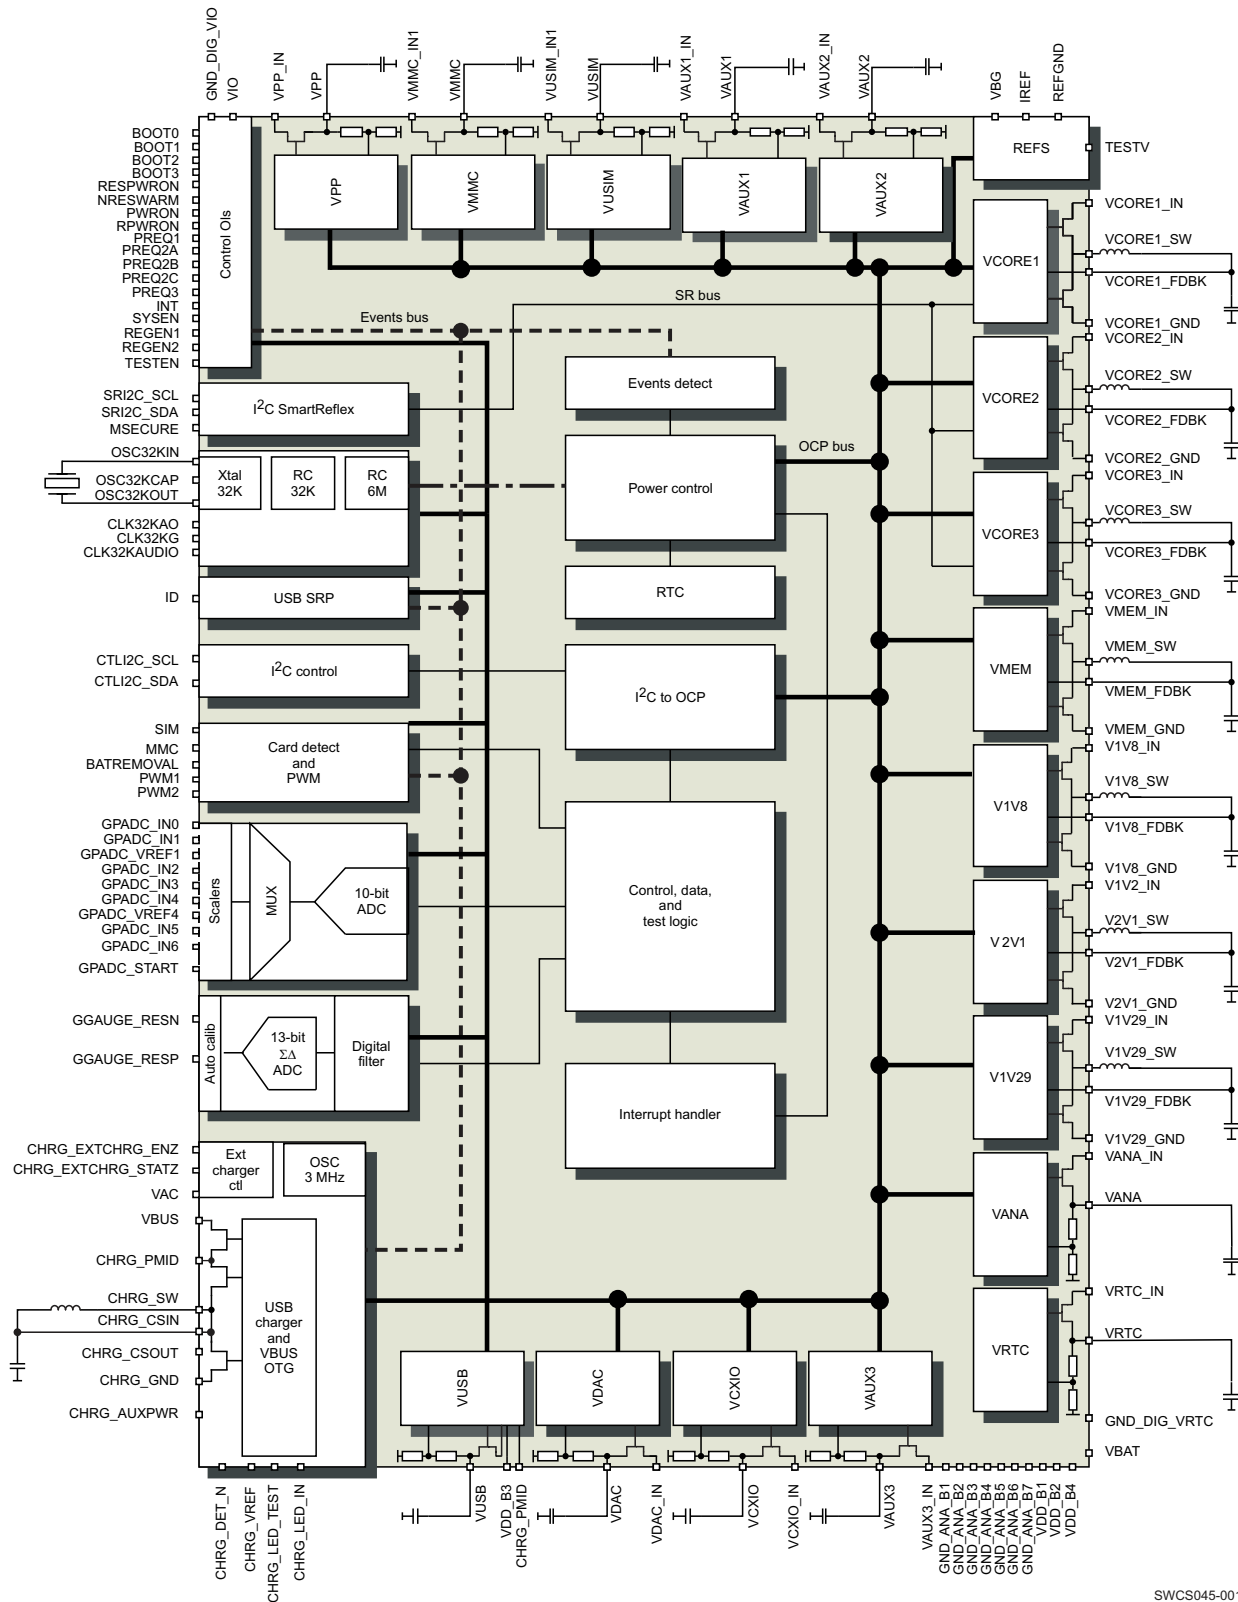 GND_DIG_VIO
VIO
VPP_IN
VPP
VMMC_IN1
VMMC
VUSIM_IN1
VUSIM
VAUX1_IN
VAUX1
VAUX2_IN
VAUX2
VBG
IREF
REFGND
BOOT0
BOOT1
BOOT2
BOOT3
RESPWRON
NRESWARM
PWRON
RPWRON
PREQ1
PREQ2A
PREQ2B
PREQ2C
PREQ3
INT
SYSEN
REGEN1
REGEN2
TESTEN
Control OIs
VPP
VMMC
VUSIM
VAUX1
VAUX2
REFS
TESTV
VCORE1
VCORE1_IN
VCORE1_SW
VCORE1_FDBK
VCORE1_GND
SR bus
Events bus
Events detect
SRI2C_SCL
SRI2C_SDA
MSECURE
I2C SmartReflex
VCORE2
VCORE2_IN
VCORE2_SW
VCORE2_FDBK
VCORE2_GND
OCP bus
OSC32KIN
OSC32KCAP
OSC32KOUT
CLK32KAO
CLK32KG
CLK32KAUDIO
Xtal
32K
RC
32K
RC
6M
Power control
VCORE3
VCORE3_IN
VCORE3_SW
VCORE3_FDBK
VCORE3_GND
ID
USB SRP
RTC
CTLI2C_SCL
CTLI2C_SDA
I2C control
I2C to OCP
VMEM
VMEM_IN
VMEM_SW
VMEM_FDBK
VMEM_GND
SIM
MMC
BATREMOVAL
PWM1
PWM2
Card detect
and
PWM
V1V8
V1V8_IN
V1V8_SW
V1V8_FDBK
V1V8_GND
GPADC_IN0
GPADC_IN1
GPADC_VREF1
GPADC_IN2
GPADC_IN3
GPADC_IN4
GPADC_VREF4
GPADC_IN5
GPADC_IN6
GPADC_START
Scalers
MUX
10-bit
ADC
Control, data,
and
test logic
V2V1
V1V2_IN
V2V1_SW
V2V1_FDBK
V2V1_GND
GGAUGE_RESN
GGAUGE_RESP
Auto calib
13-bit
ΣΔ
ADC
Digital
filter
Interrupt handler
V1V29
V1V29_IN
V1V29_SW
V1V29_FDBK
V1V29_GND
CHRG_EXTCHRG_ENZ
CHRG_EXTCHRG_STATZ
VAC
VBUS
CHRG_PMID
CHRG_SW
CHRG_CSIN
CHRG_CSOUT
CHRG_GND
CHRG_AUXPWR
Ext
charger
ctl
OSC
3 MHz
USB
charger
and
VBUS
OTG
VANA
VANA_IN
VANA
VRTC
VRTC_IN
VRTC
GND_DIG_VRTC
VBAT
VUSB
VDAC
VCXIO
VAUX3
CHRG_DET_N
CHRG_VREF
CHRG_LED_TEST
CHRG_LED_IN
VUSB
VDD_B3
CHRG_PMID
VDAC
VDAC_IN
VCXIO
VCXIO_IN
VAUX3
VAUX3_IN
GND_ANA_B1
GND_ANA_B2
GND_ANA_B3
GND_ANA_B4
GND_ANA_B5
GND_ANA_B6
GND_ANA_B7
VDD_B1
VDD_B2
VDD_B4
SWCS045-001